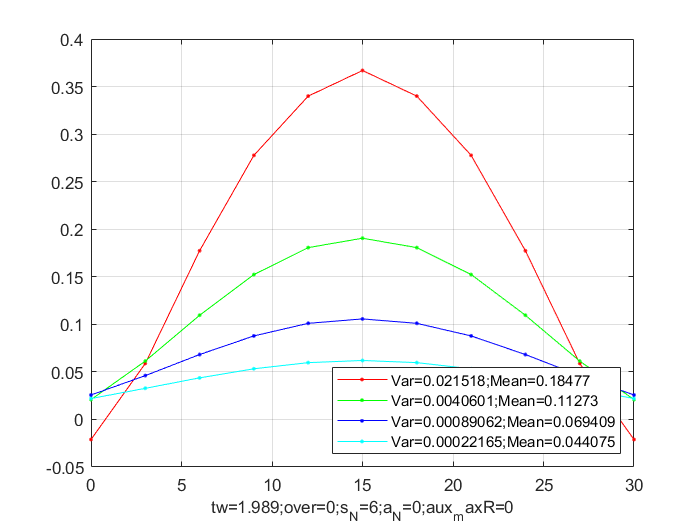 0.4
0.35
0.3
0.25
0.2
0.15
0.1
0.05
0
-0.05
0 5 10 15 20 25 30
Var=0.021518;Mean=0.18477
Var=0.0040601;Mean=0.11273
Var=0.00089062;Mean=0.069409
Var=0.00022165;Mean=0.044075
tw=1.989;over=0;s_N=6;a_N=0;aux_maxR=0